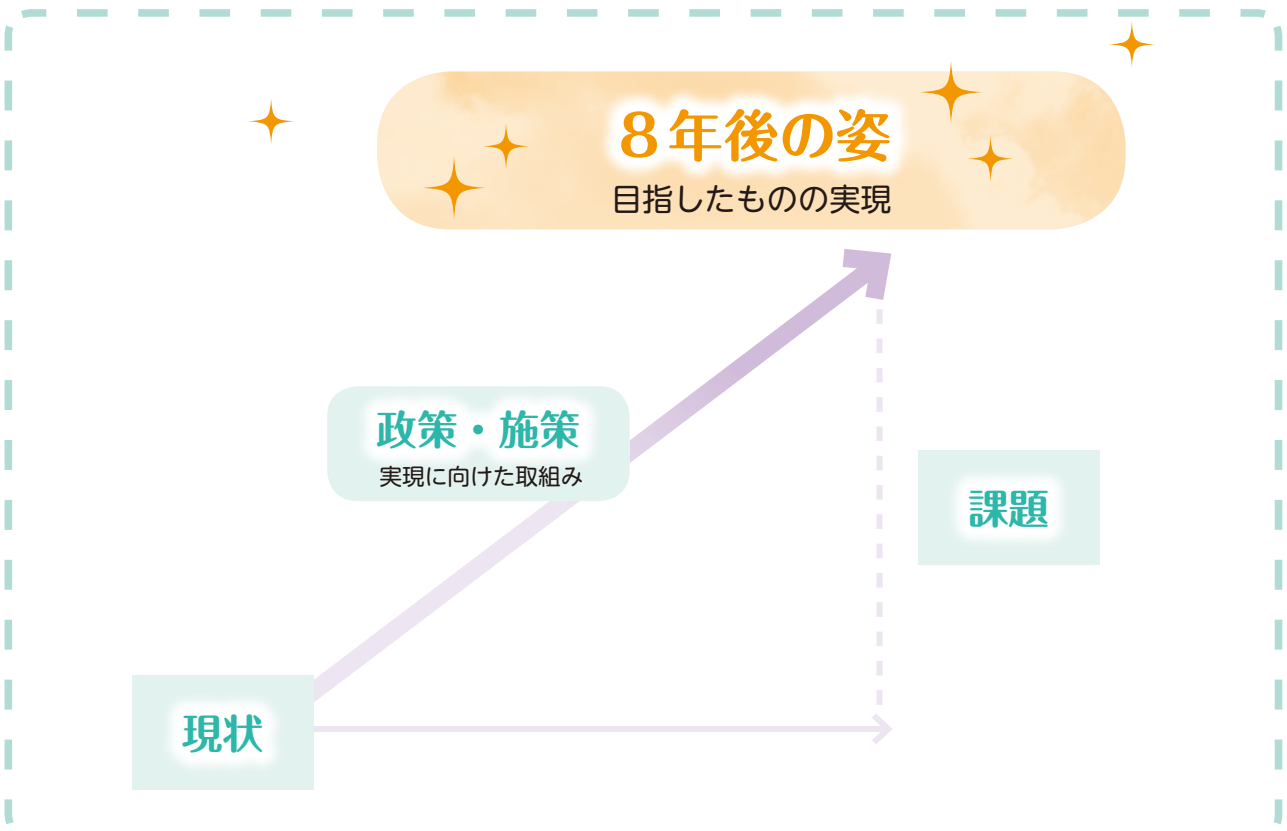 ８年後の姿
目指したものの実現
政策・施策
実現に向けた取組み
課題
現状